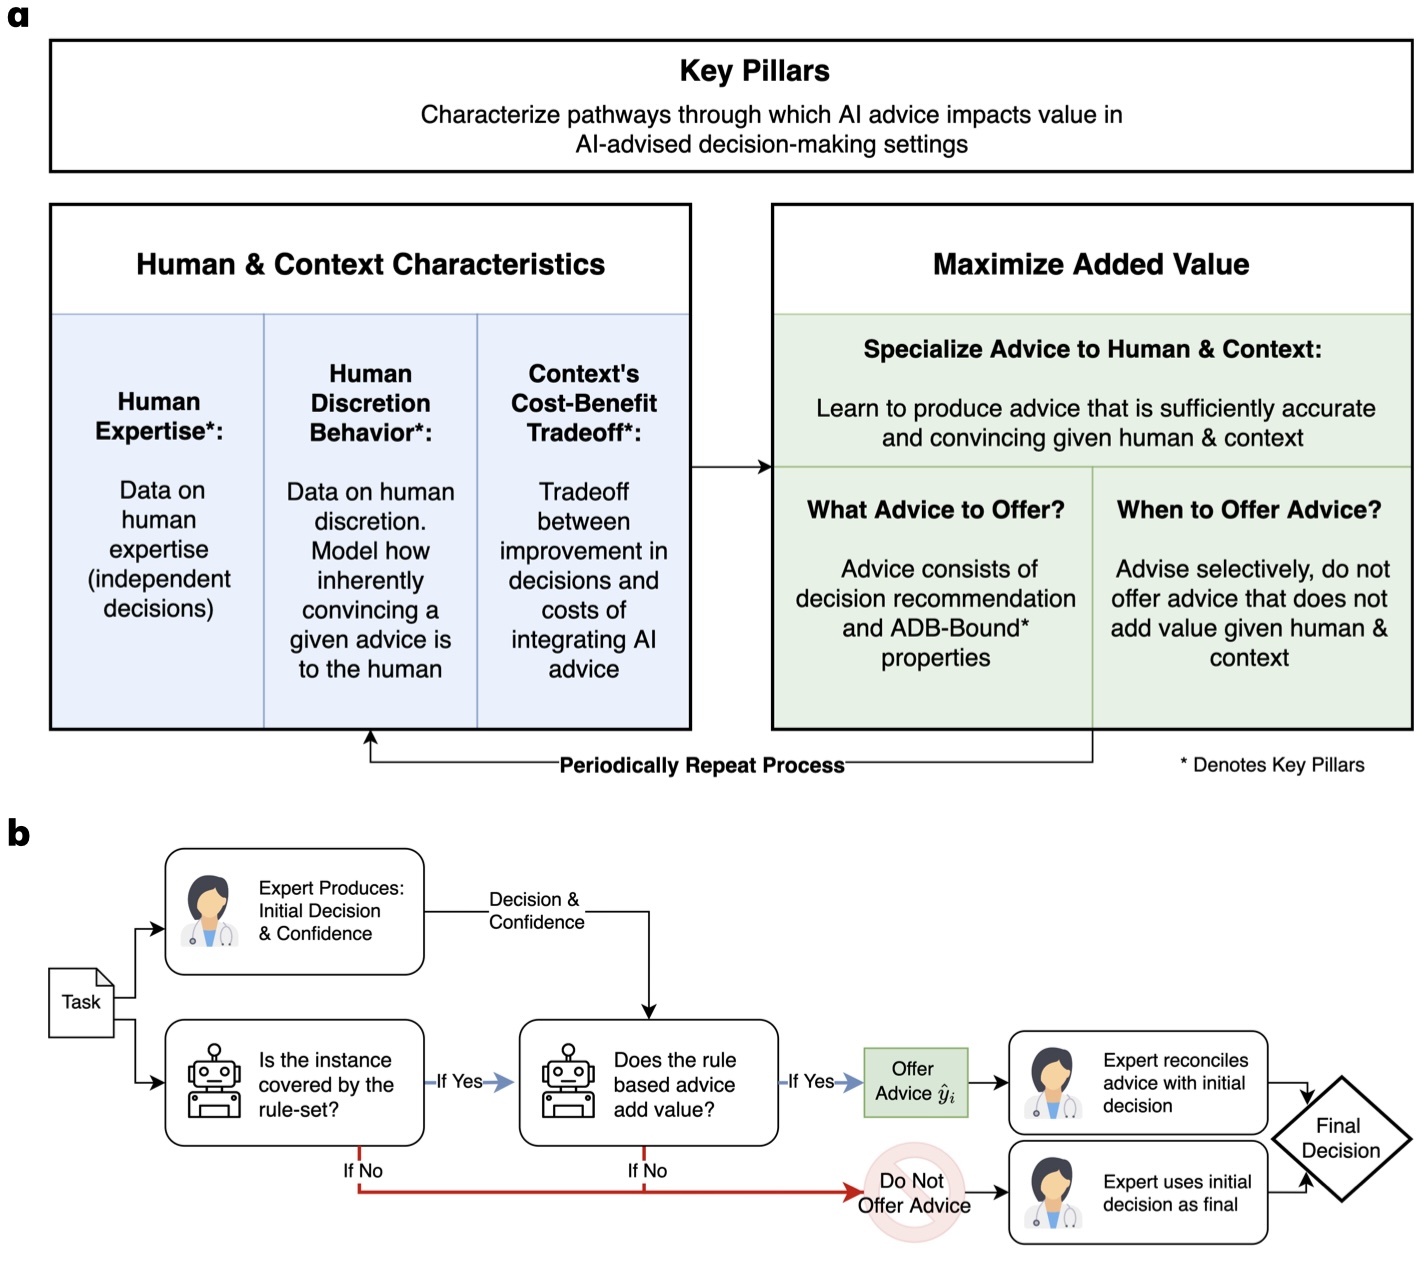 a
Key Pillars
Characterize pathways through which AI advice impacts value in
AI-advised decision-making settings
Human & Context Characteristics
Human
Expertise*:
Data on
human
expertise
(independent
decisions)
Human
Discretion
Behavior*:
Data on human
discretion.
Model how
inherently
convincing a
given advice is
to the human
Context's
Cost-Benefit
Tradeoff*:
Tradeoff
between
improvement in
decisions and
costs of
integrating AI
advice
Maximize Added Value
Specialize Advice to Human & Context:
Learn to produce advice that is sufficiently accurate
and convincing given human & context
What Advice to Offer?
Advice consists of
decision recommendation
and ADB-Bound*
properties
When to Offer Advice?
Advise selectively, do not
offer advice that does not
add value given human &
context
Periodically Repeat Process
* Denotes Key Pillars
b
Task
Expert Produces:
Initial Decision
& Confidence
Decision &
Confidence
Is the instance
covered by the
rule-set?
If Yes
Does the rule
based advice
add value?
If Yes
Offer
Advice ŷᵢ
Expert reconciles
advice with initial
decision
If No
If No
Do Not
Offer Advice
Expert uses initial
decision as final
Final
Decision